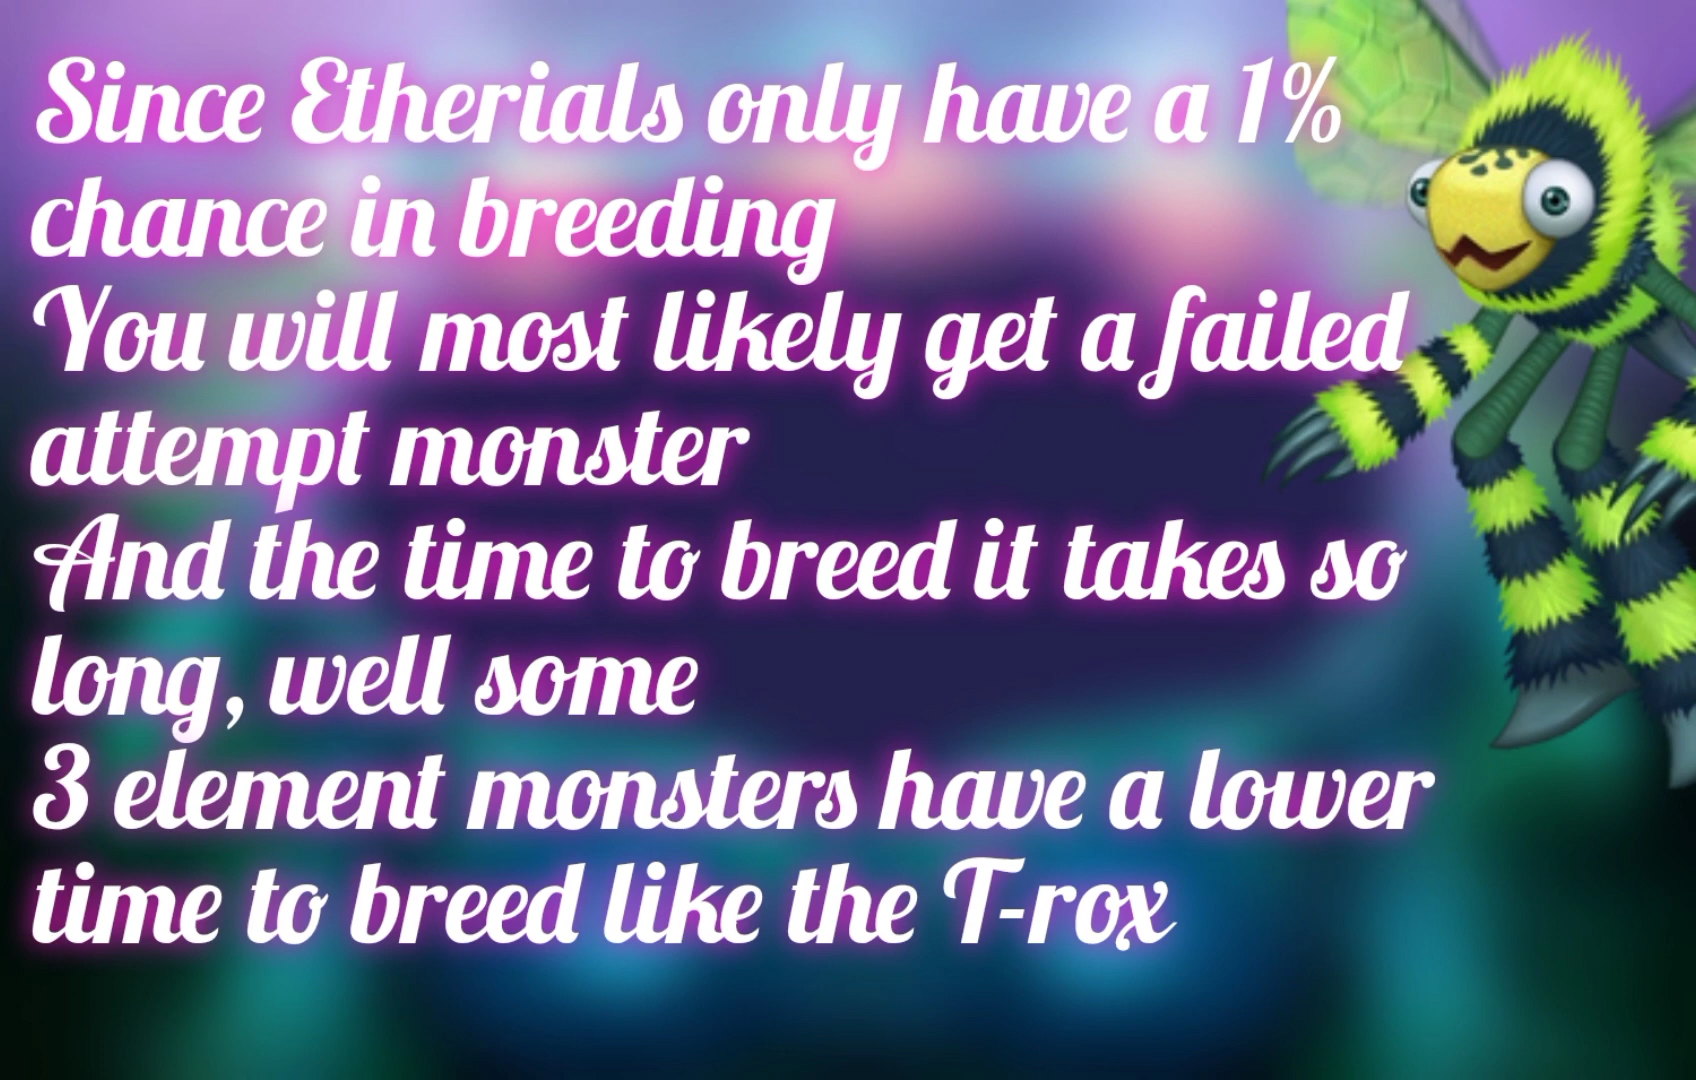 Since Etherials only have a 1%
chance in breeding
You will most likely get a failed
attempt monster
And the time to breed it takes so
long, well some
3 element monsters have a lower
time to breed like the T-rox